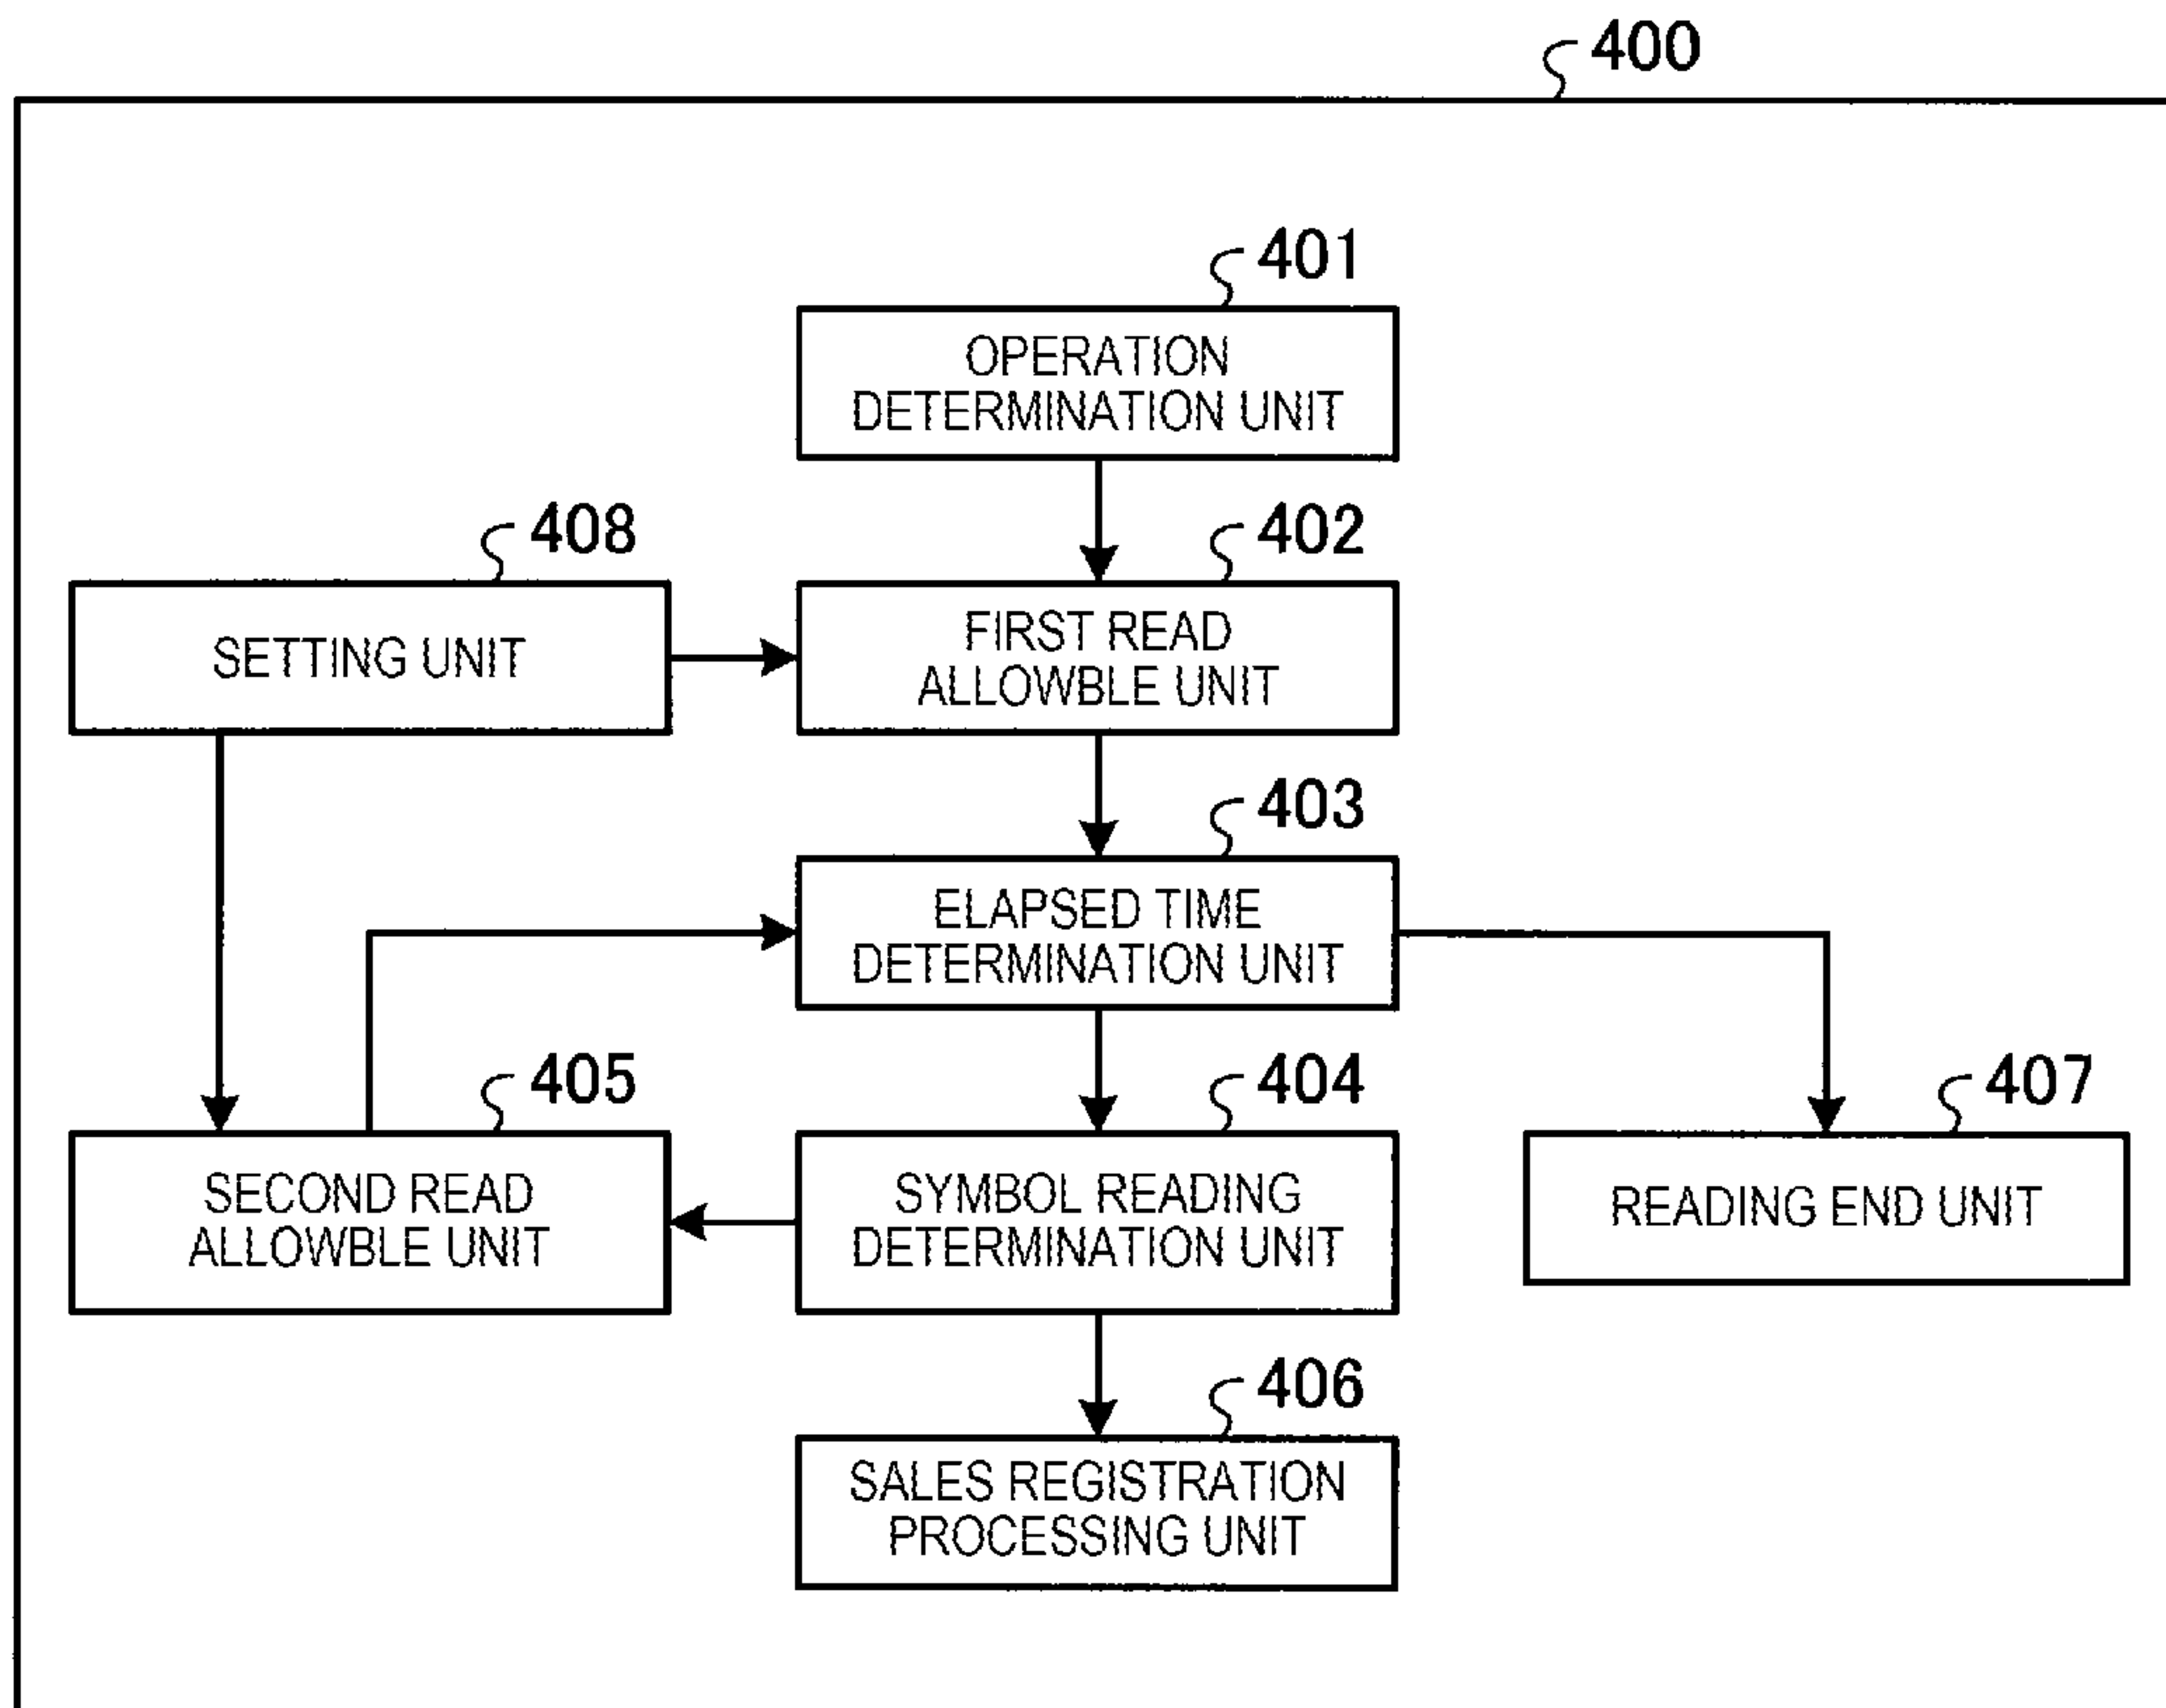 400
401
OPERATION
DETERMINATION UNIT
408
402
SETTING UNIT
FIRST READ
ALLOWBLE UNIT
403
ELAPSED TIME
DETERMINATION UNIT
405
404
407
SECOND READ
ALLOWBLE UNIT
SYMBOL READING
DETERMINATION UNIT
READING END UNIT
406
SALES REGISTRATION
PROCESSING UNIT